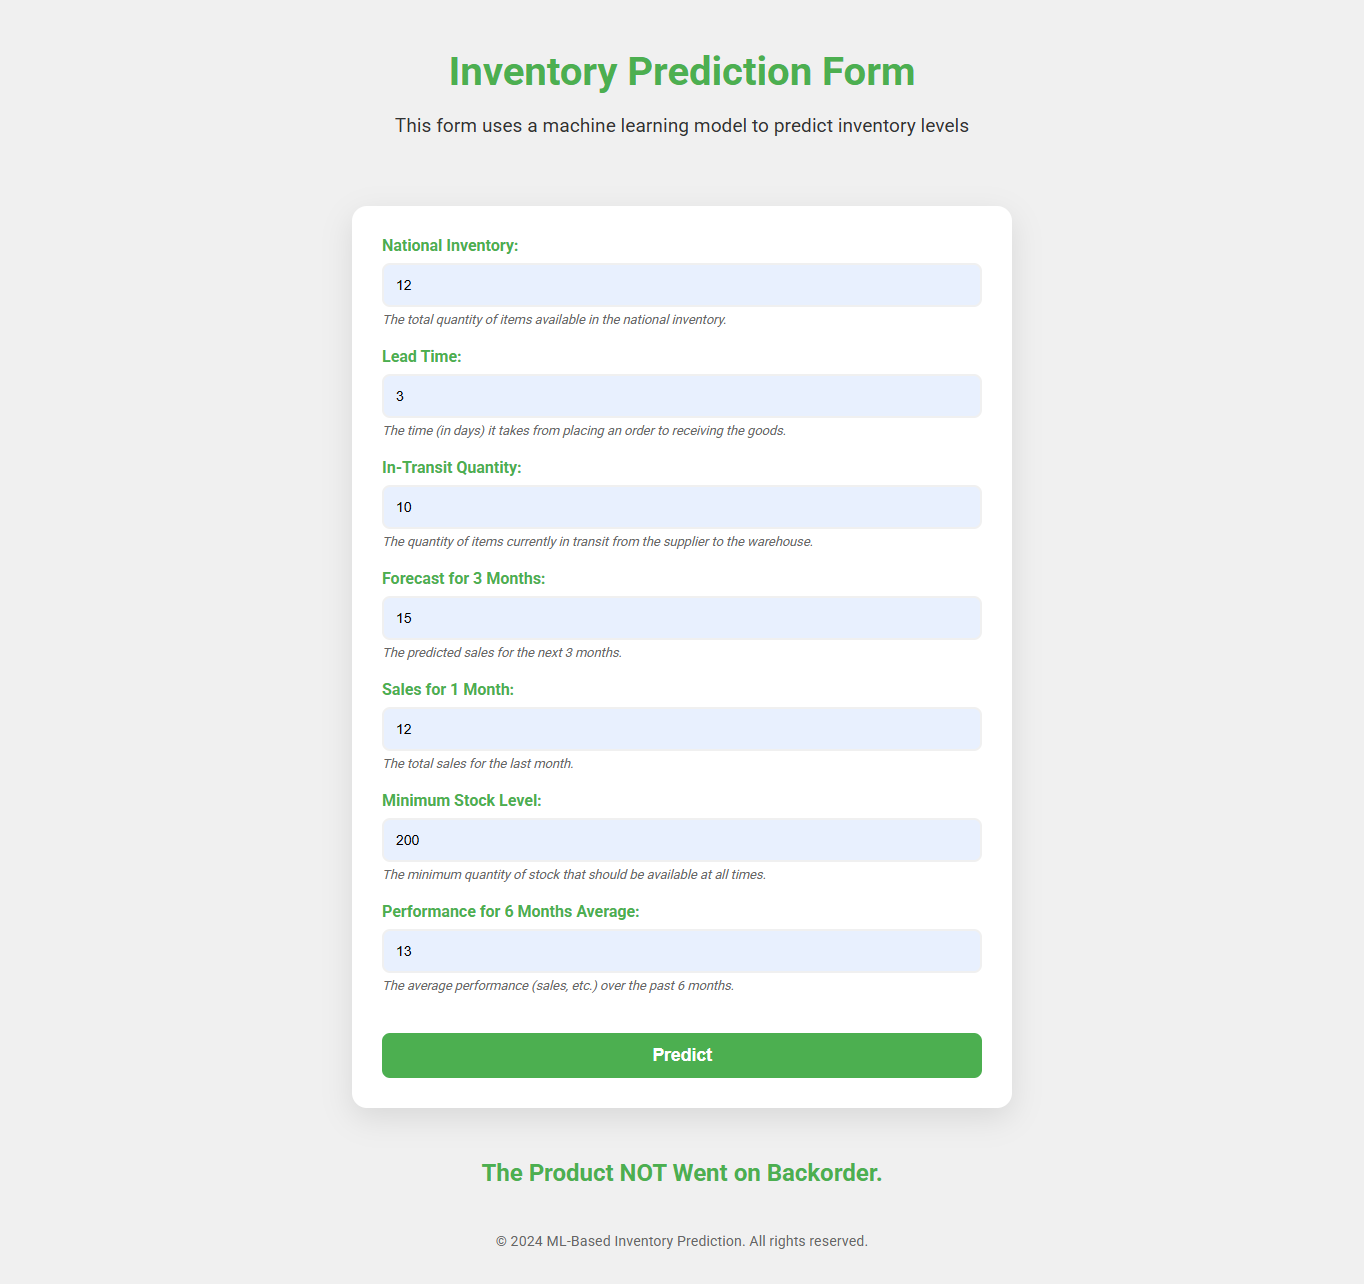 Inventory Prediction Form
This form uses a machine learning model to predict inventory levels
National Inventory:
12
The total quantity of items available in the national inventory.
Lead Time:
3
The time (in days) it takes from placing an order to receiving the goods.
In-Transit Quantity:
10
The quantity of items currently in transit from the supplier to the warehouse.
Forecast for 3 Months:
15
The predicted sales for the next 3 months.
Sales for 1 Month:
12
The total sales for the last month.
Minimum Stock Level:
200
The minimum quantity of stock that should be available at all times.
Performance for 6 Months Average:
13
The average performance (sales, etc.) over the past 6 months.
Predict
The Product NOT Went on Backorder.
© 2024 ML-Based Inventory Prediction. All rights reserved.